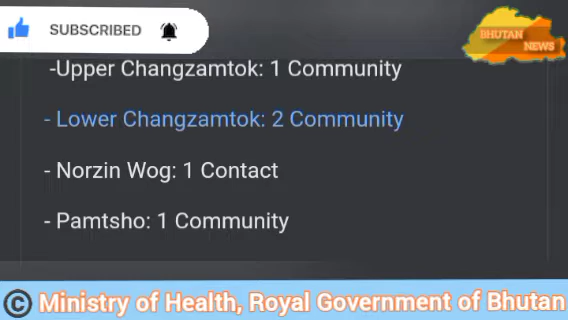 SUBSCRIBED
BHUTAN
NEWS
-Upper Changzamtok: 1 Community
- Lower Changzamtok: 2 Community
- Norzin Wog: 1 Contact
- Pamtsho: 1 Community
© Ministry of Health, Royal Government of Bhutan